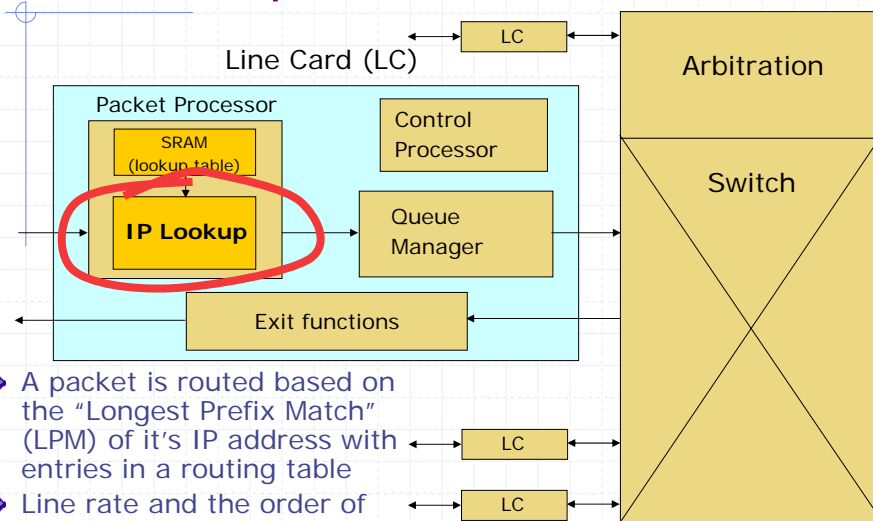 LC
Line Card (LC)
Arbitration
Packet Processor
SRAM
(lookup table)
Control
Processor
Switch
IP Lookup
Queue
Manager
Exit functions
A packet is routed based on
the “Longest Prefix Match”
(LPM) of it's IP address with
entries in a routing table
LC
Line rate and the order of
LC